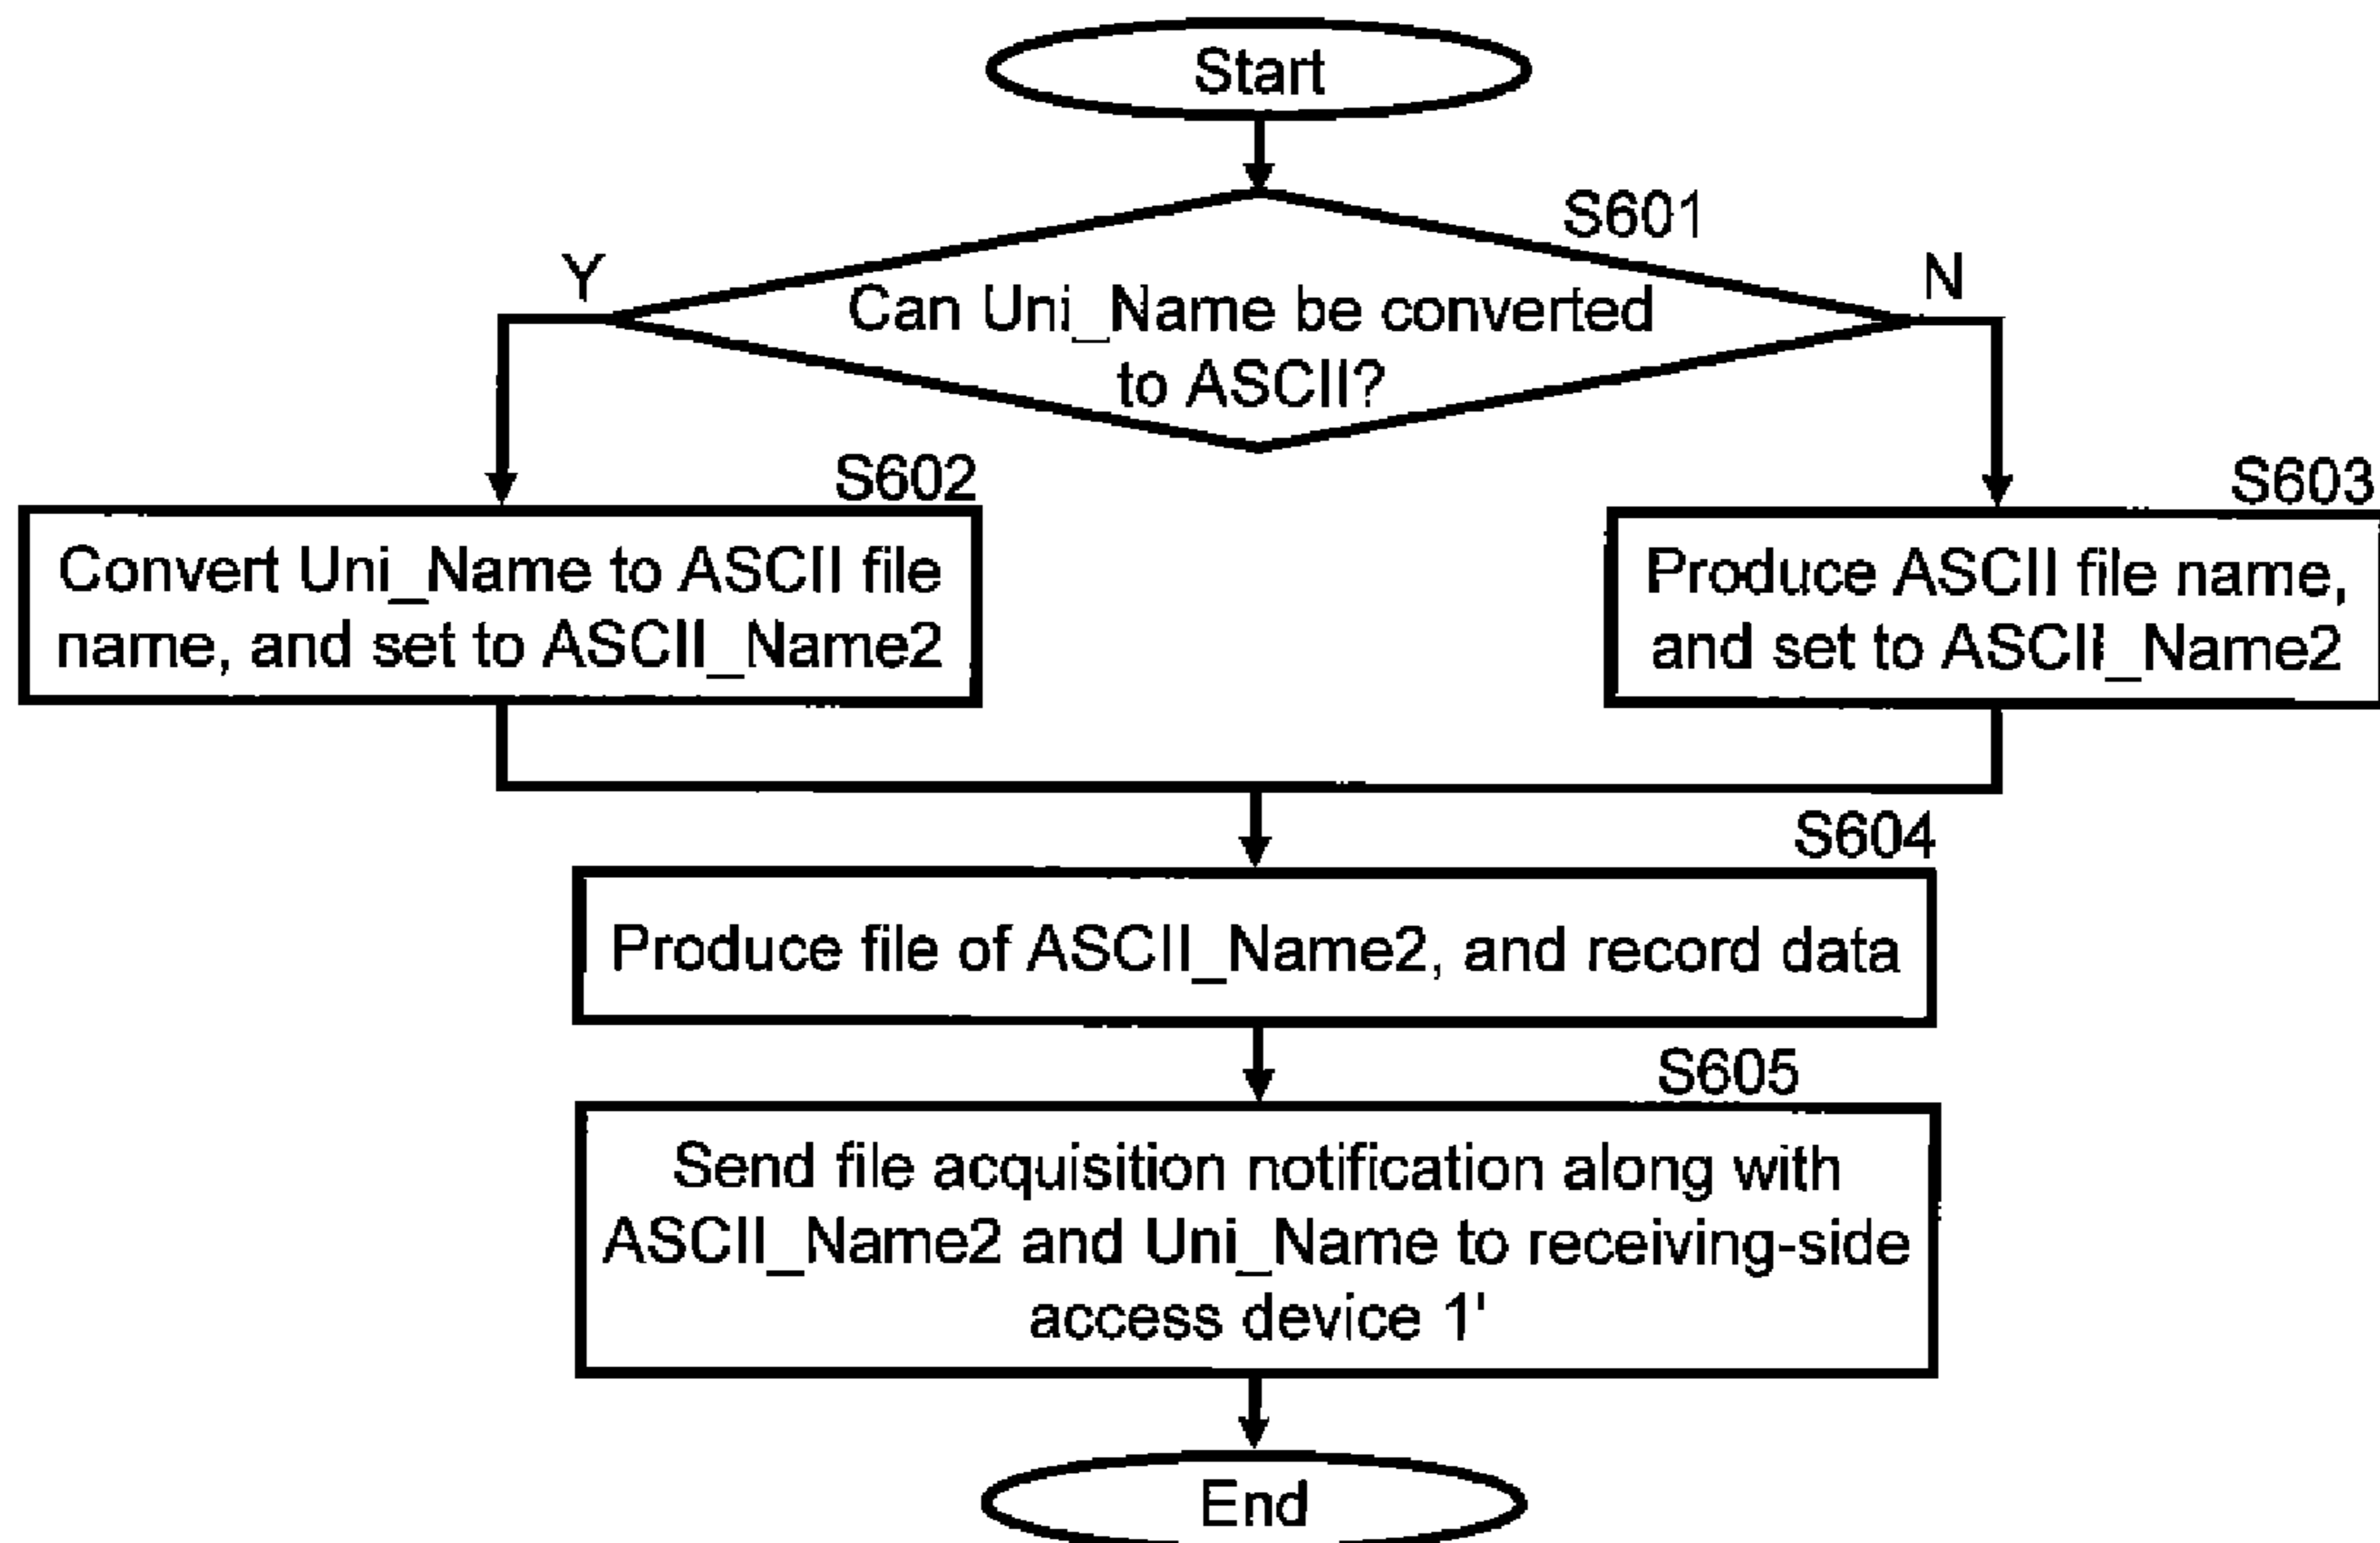 Start
S601
Y
N
Can Uni_Name be converted
to ASCII?
S602
Convert Uni_Name to ASCII file
name, and set to ASCII_Name2
S603
Produce ASCII file name,
and set to ASCII_Name2
S604
Produce file of ASCII_Name2, and record data
S605
Send file acquisition notification along with
ASCII_Name2 and Uni_Name to receiving-side
access device 1'
End